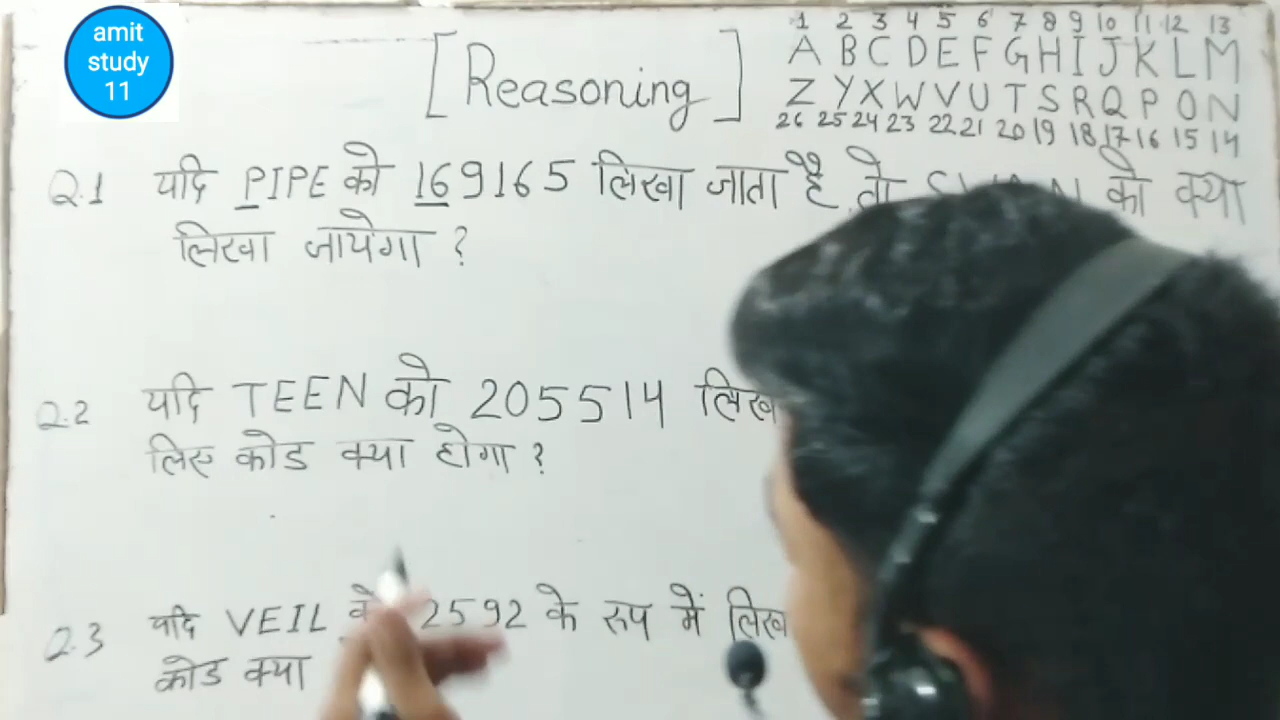 amit
study
11
[Reasoning]
1 2 3 4 5 6 7 8 9 10 11 12 13
A B C D E F G H I J K L M
Z Y X W V U T S R Q P O N
26 25 24 23 22 21 20 19 18 17 16 15 14
Q.1 यदि PIPE को 169165 लिखा जाता है, तो को क्या
लिखा जायेगा ?
Q.2 यदि TEEN को 205514
लिए कोड क्या होगा ?
Q.3 यदि VEIL 2592 के रूप में
कोड क्या